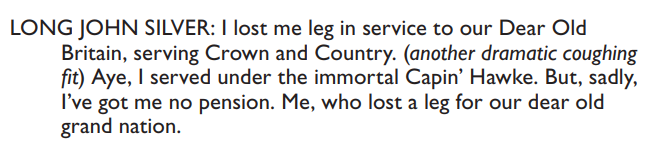 LONG JOHN SILVER: I lost me leg in service to our Dear Old
Britain, serving Crown and Country. (another dramatic coughing
fit) Aye, I served under the immortal Capin’ Hawke. But, sadly,
I’ve got me no pension. Me, who lost a leg for our dear old
grand nation.